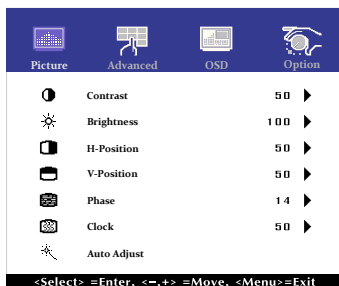 Picture Advanced OSD Option
Contrast 50
Brightness 100
H-Position 50
V-Position 50
Phase 14
Clock 50
Auto Adjust
<Select> =Enter, <–,+> =Move, <Menu>=Exit